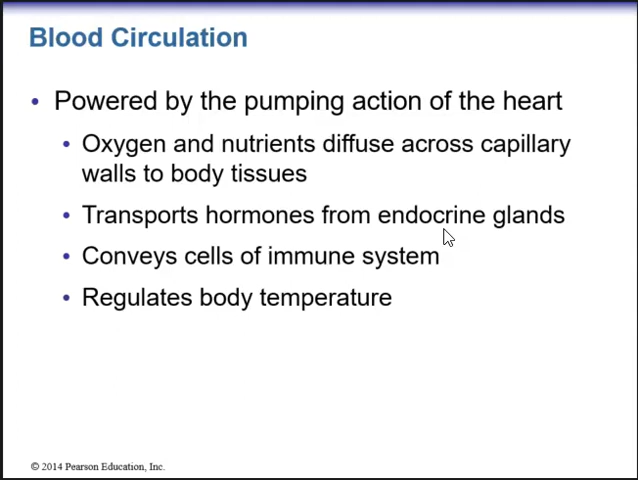 Blood Circulation
• Powered by the pumping action of the heart
• Oxygen and nutrients diffuse across capillary
walls to body tissues
• Transports hormones from endocrine glands
• Conveys cells of immune system
• Regulates body temperature
© 2014 Pearson Education, Inc.